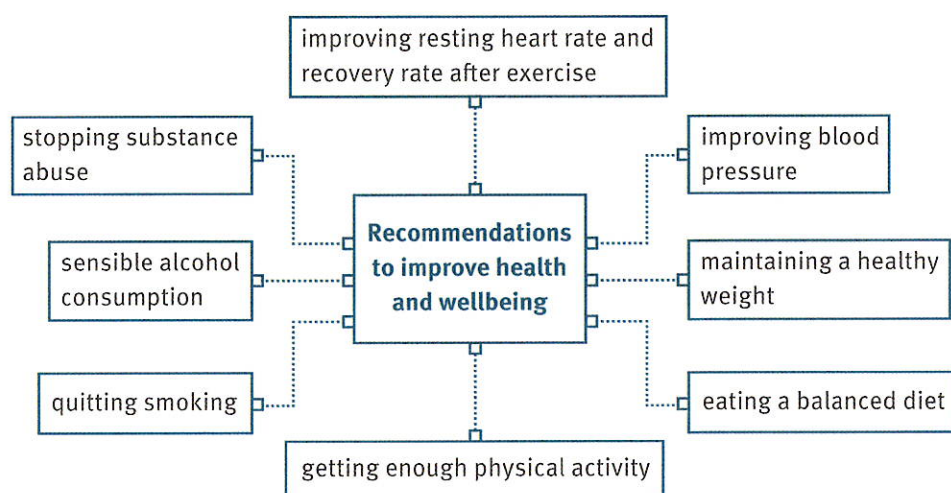 improving resting heart rate and
recovery rate after exercise
stopping substance
abuse
improving blood
pressure
Recommendations
to improve health
and wellbeing
sensible alcohol
consumption
maintaining a healthy
weight
quitting smoking
eating a balanced diet
getting enough physical activity